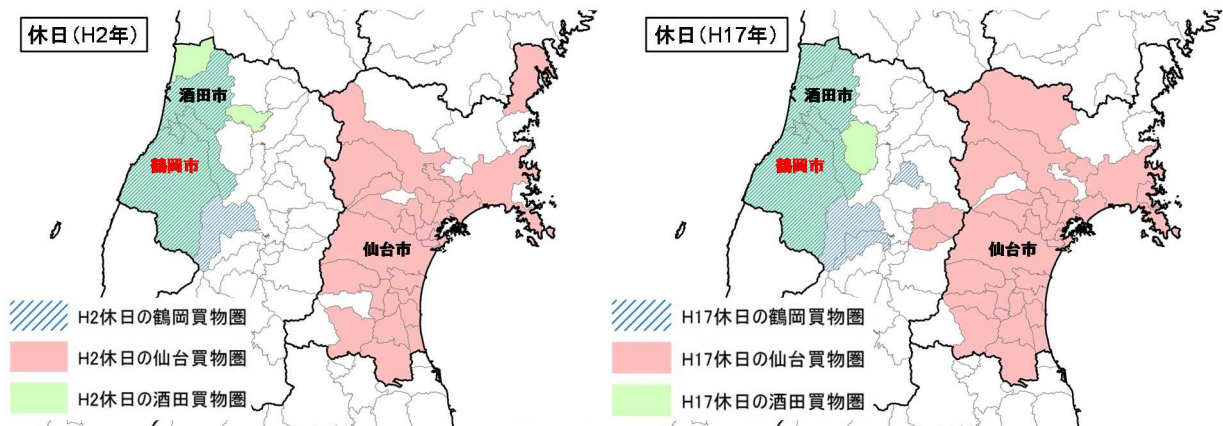 休日（H2年）
酒田市
鶴岡市
仙台市
H2休日の鶴岡買物圏
H2休日の仙台買物圏
H2休日の酒田買物圏
休日（H17年）
酒田市
鶴岡市
仙台市
H17休日の鶴岡買物圏
H17休日の仙台買物圏
H17休日の酒田買物圏